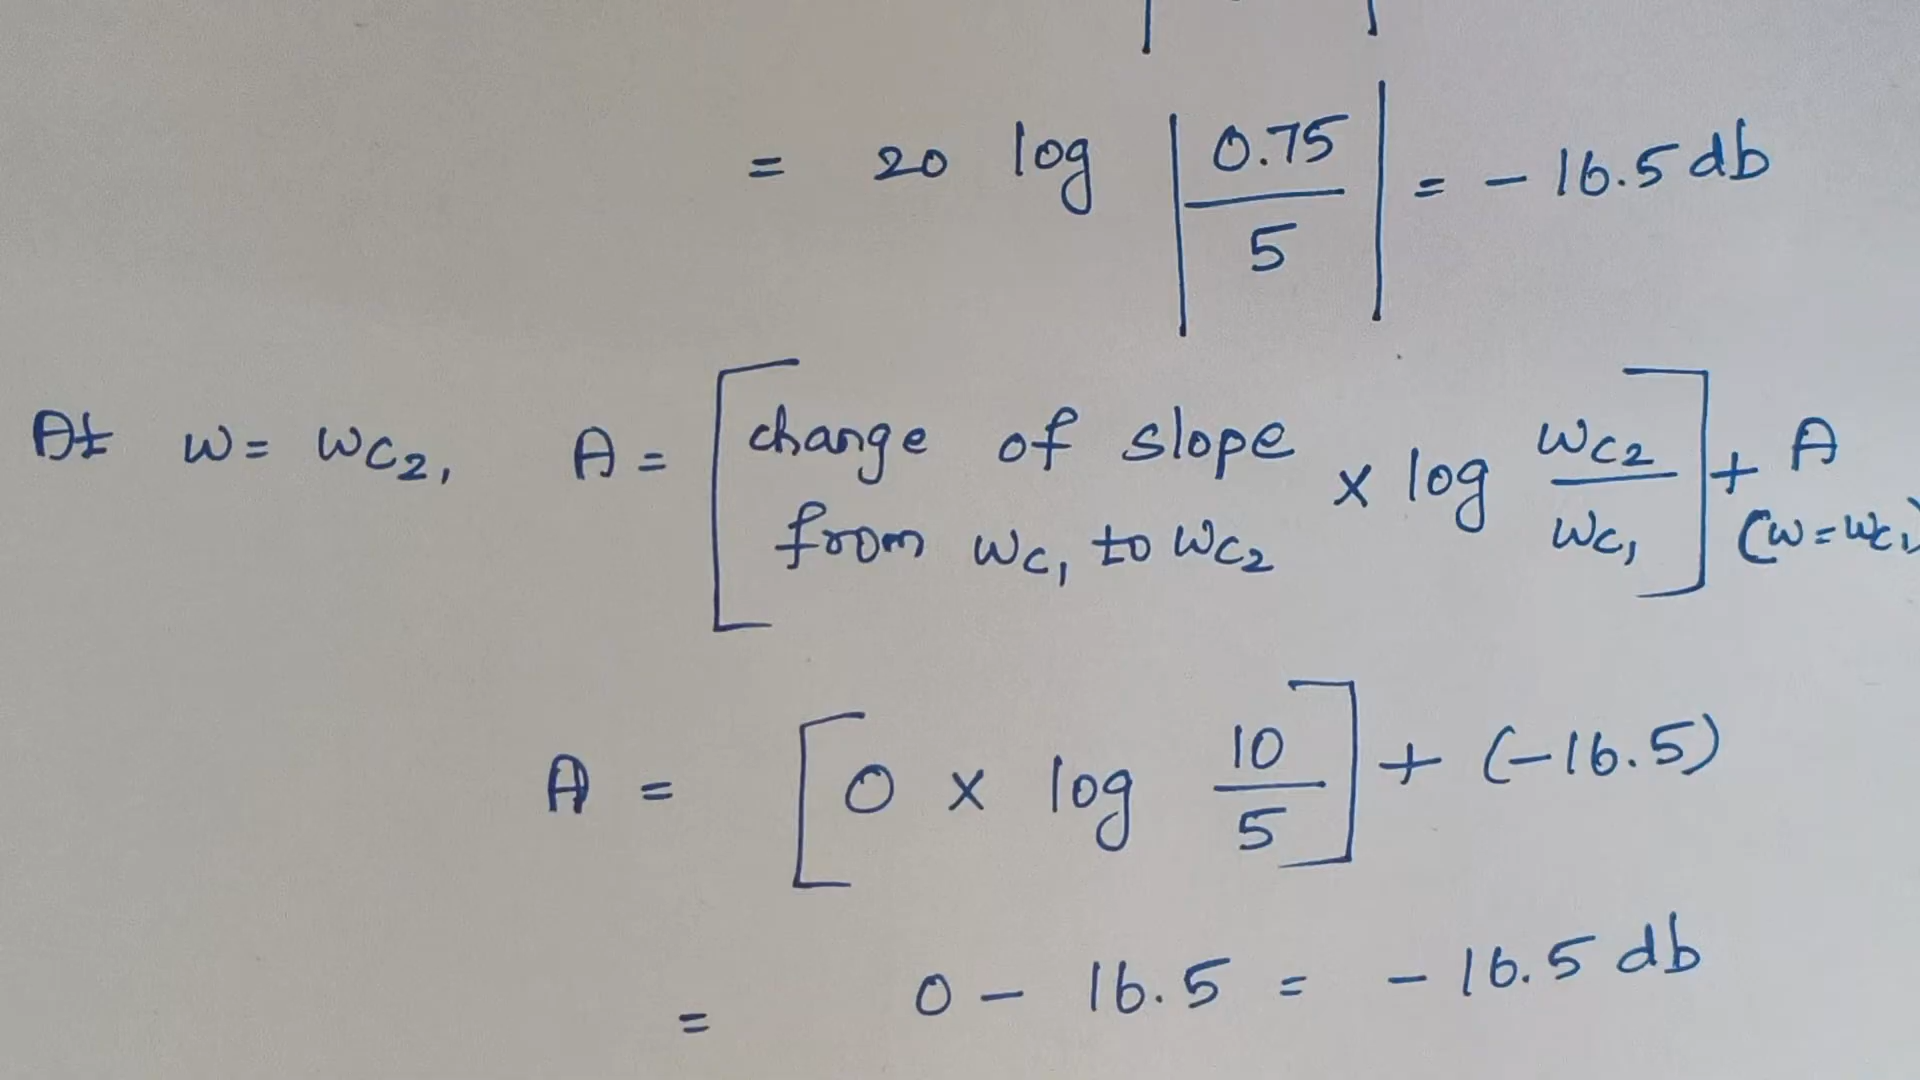 = 20 log | 0.75 / 5 | = - 16.5 db
At w = wc2, A = [ change of slope from wc1 to wc2 × log wc2 / wc1 ] + A (w = wc1)
A = [ 0 × log 10 / 5 ] + (-16.5)
= 0 - 16.5 = - 16.5 db